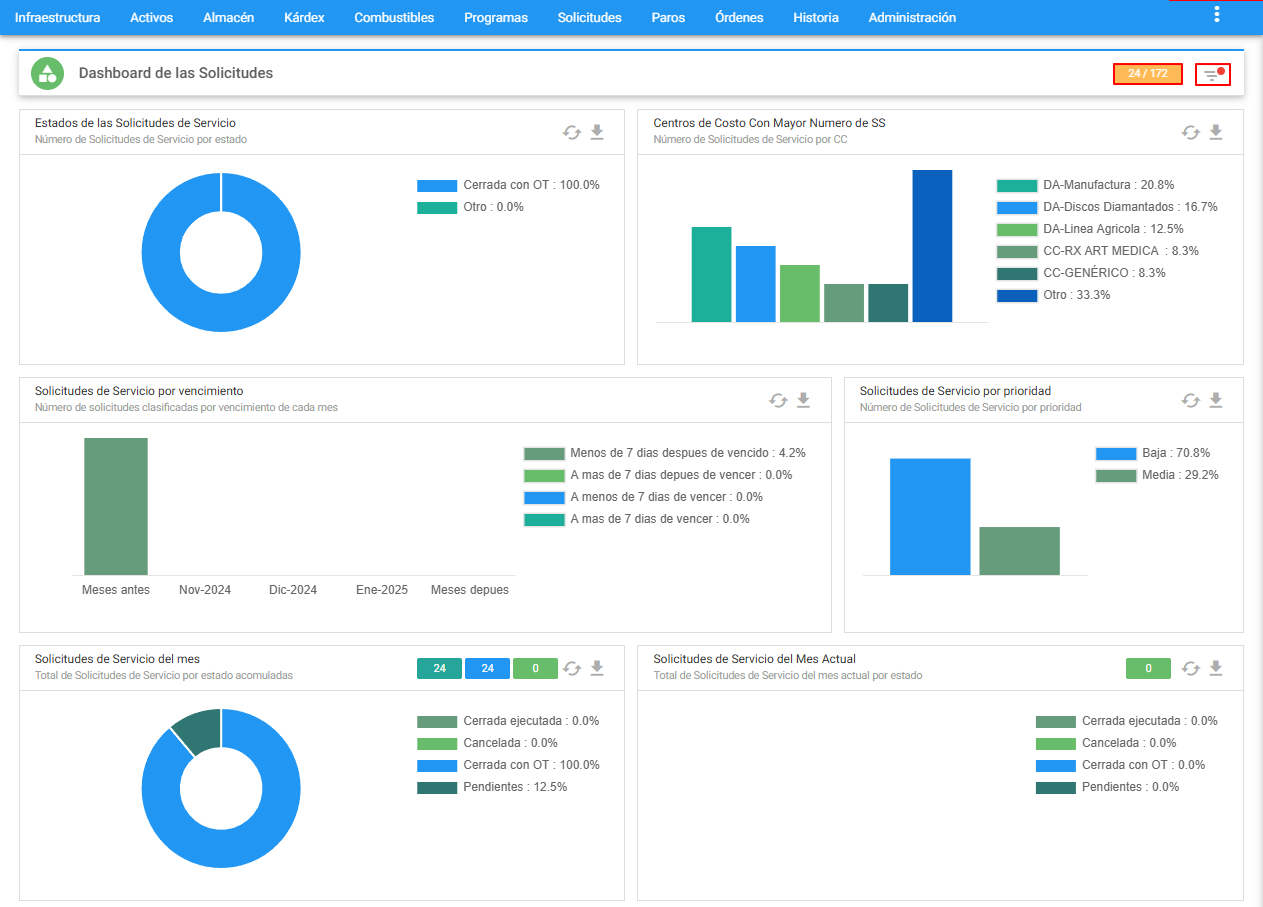 Infraestructura Activos Almacén Kárdex Combustibles Programas Solicitudes Paros Órdenes Historia Administración
Dashboard de las Solicitudes
24 / 172
Estados de las Solicitudes de Servicio
Número de Solicitudes de Servicio por estado
Cerrada con OT : 100.0%
Otro : 0.0%
Centros de Costo Con Mayor Numero de SS
Número de Solicitudes de Servicio por CC
DA-Manufactura : 20.8%
DA-Discos Diamantados : 16.7%
DA-Linea Agricola : 12.5%
CC-RX ART MEDICA : 8.3%
CC-GENÉRICO : 8.3%
Otro : 33.3%
Solicitudes de Servicio por vencimiento
Número de solicitudes clasificadas por vencimiento de cada mes
Menos de 7 dias despues de vencido : 4.2%
A mas de 7 dias depues de vencer : 0.0%
A menos de 7 dias de vencer : 0.0%
A mas de 7 dias de vencer : 0.0%
Meses antes Nov-2024 Dic-2024 Ene-2025 Meses depues
Solicitudes de Servicio por prioridad
Número de Solicitudes de Servicio por prioridad
Baja : 70.8%
Media : 29.2%
Solicitudes de Servicio del mes
Total de Solicitudes de Servicio por estado acomuladas
24 24 0
Cerrada ejecutada : 0.0%
Cancelada : 0.0%
Cerrada con OT : 100.0%
Pendientes : 12.5%
Solicitudes de Servicio del Mes Actual
Total de Solicitudes de Servicio del mes actual por estado
0
Cerrada ejecutada : 0.0%
Cancelada : 0.0%
Cerrada con OT : 0.0%
Pendientes : 0.0%